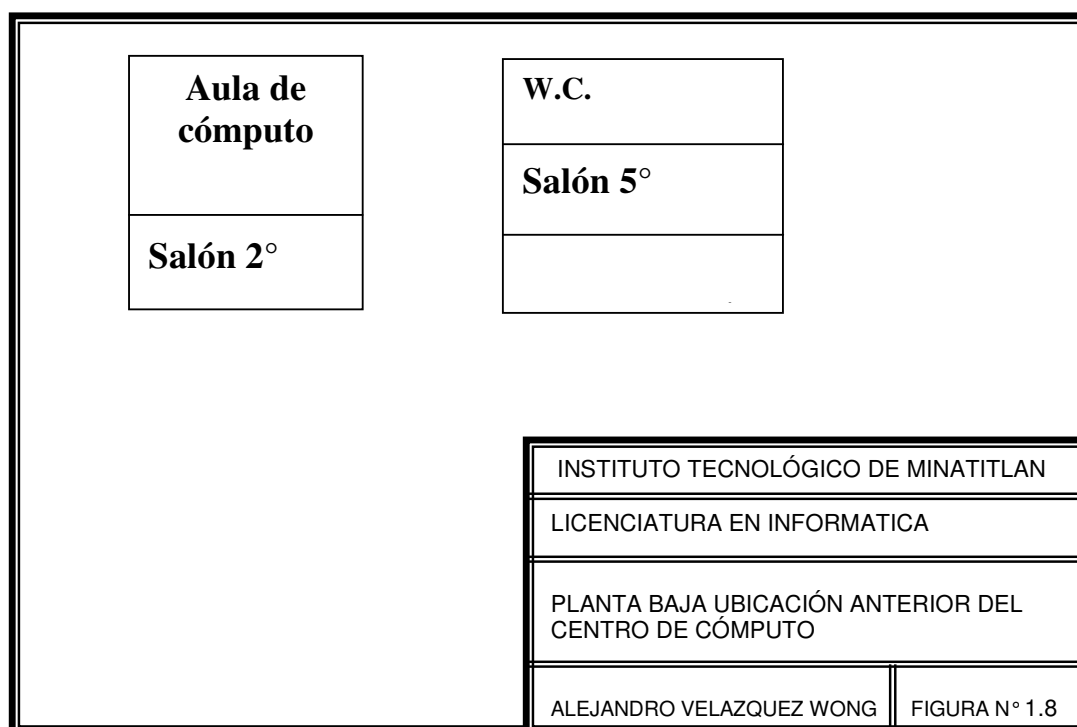 Aula de
cómputo
Salón 2°
W.C.
Salón 5°
INSTITUTO TECNOLÓGICO DE MINATITLAN
LICENCIATURA EN INFORMATICA
PLANTA BAJA UBICACIÓN ANTERIOR DEL
CENTRO DE CÓMPUTO
ALEJANDRO VELAZQUEZ WONG
FIGURA N° 1.8